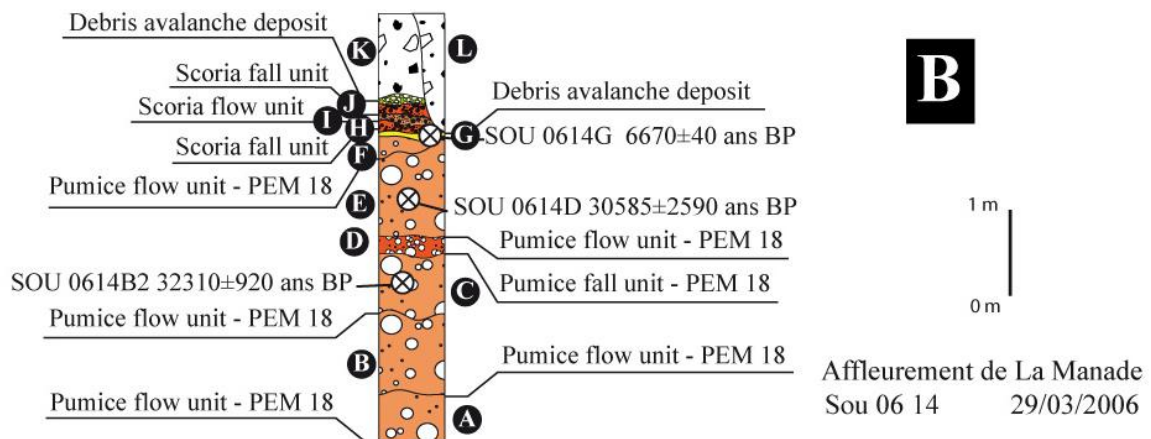 Debris avalanche deposit
K
L
B
Scoria fall unit
J
Debris avalanche deposit
Scoria flow unit
I
H
G
SOU 0614G 6670±40 ans BP
Scoria fall unit
F
Pumice flow unit - PEM 18
E
SOU 0614D 30585±2590 ans BP
1 m
D
Pumice flow unit - PEM 18
SOU 0614B2 32310±920 ans BP
Pumice fall unit - PEM 18
C
0 m
Pumice flow unit - PEM 18
B
Pumice flow unit - PEM 18
Affleurement de La Manade
Pumice flow unit - PEM 18
A
Sou 06 14 29/03/2006